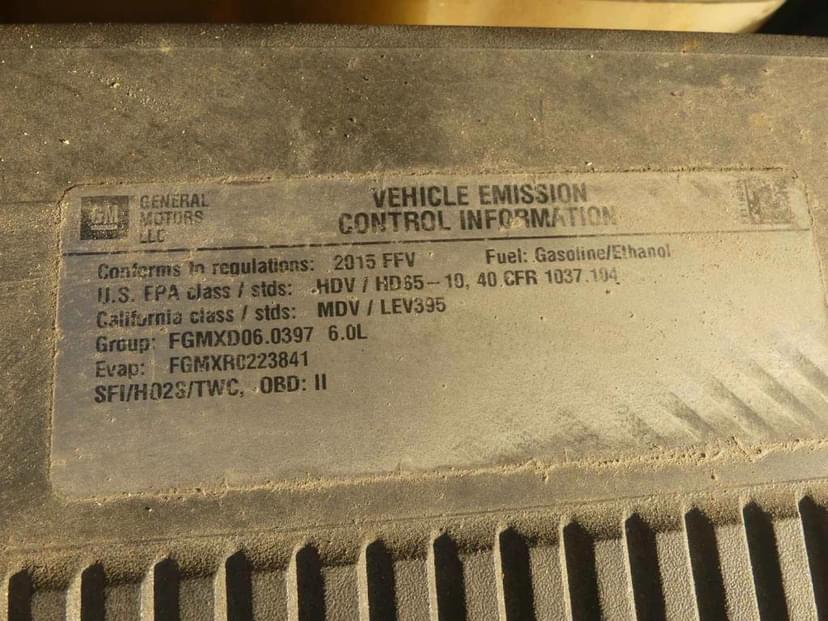 GM
GENERAL
MOTORS
LLC
VEHICLE EMISSION
CONTROL INFORMATION
Conforms to regulations: 2015 FFV Fuel: Gasoline/Ethanol
U.S. EPA class / stds: HDV / HD65-10, 40 CFR 1037.104
California class / stds: MDV / LEV395
Group: FGMXD06.0397 6.0L
Evap: FGMXR0223841
SFI/HO2S/TWC, OBD: II